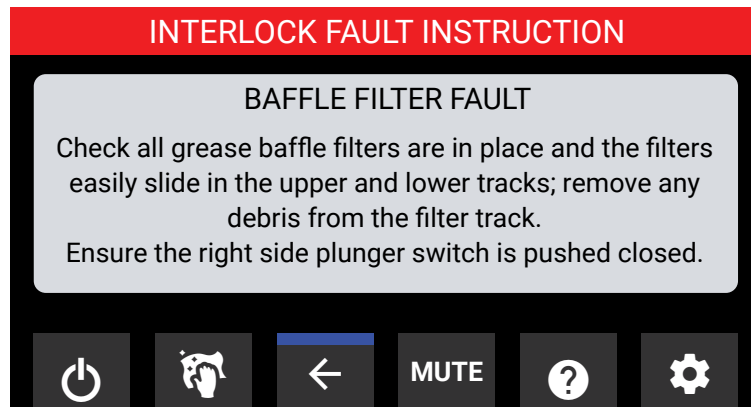 INTERLOCK FAULT INSTRUCTION
BAFFLE FILTER FAULT
Check all grease baffle filters are in place and the filters
easily slide in the upper and lower tracks; remove any
debris from the filter track.
Ensure the right side plunger switch is pushed closed.
MUTE
?